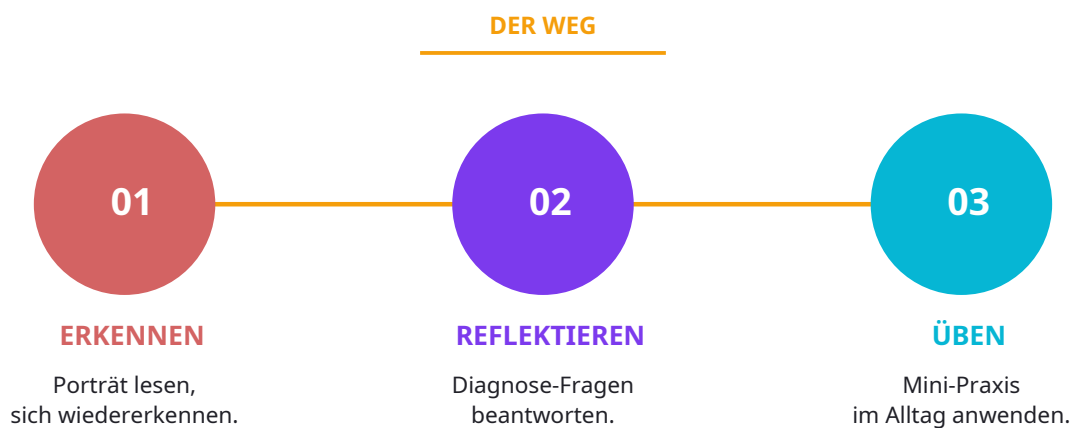 DER WEG
01
02
03
ERKENNEN
REFLEKTIEREN
ÜBEN
Porträt lesen,
sich wiedererkennen.
Diagnose-Fragen
beantworten.
Mini-Praxis
im Alltag anwenden.